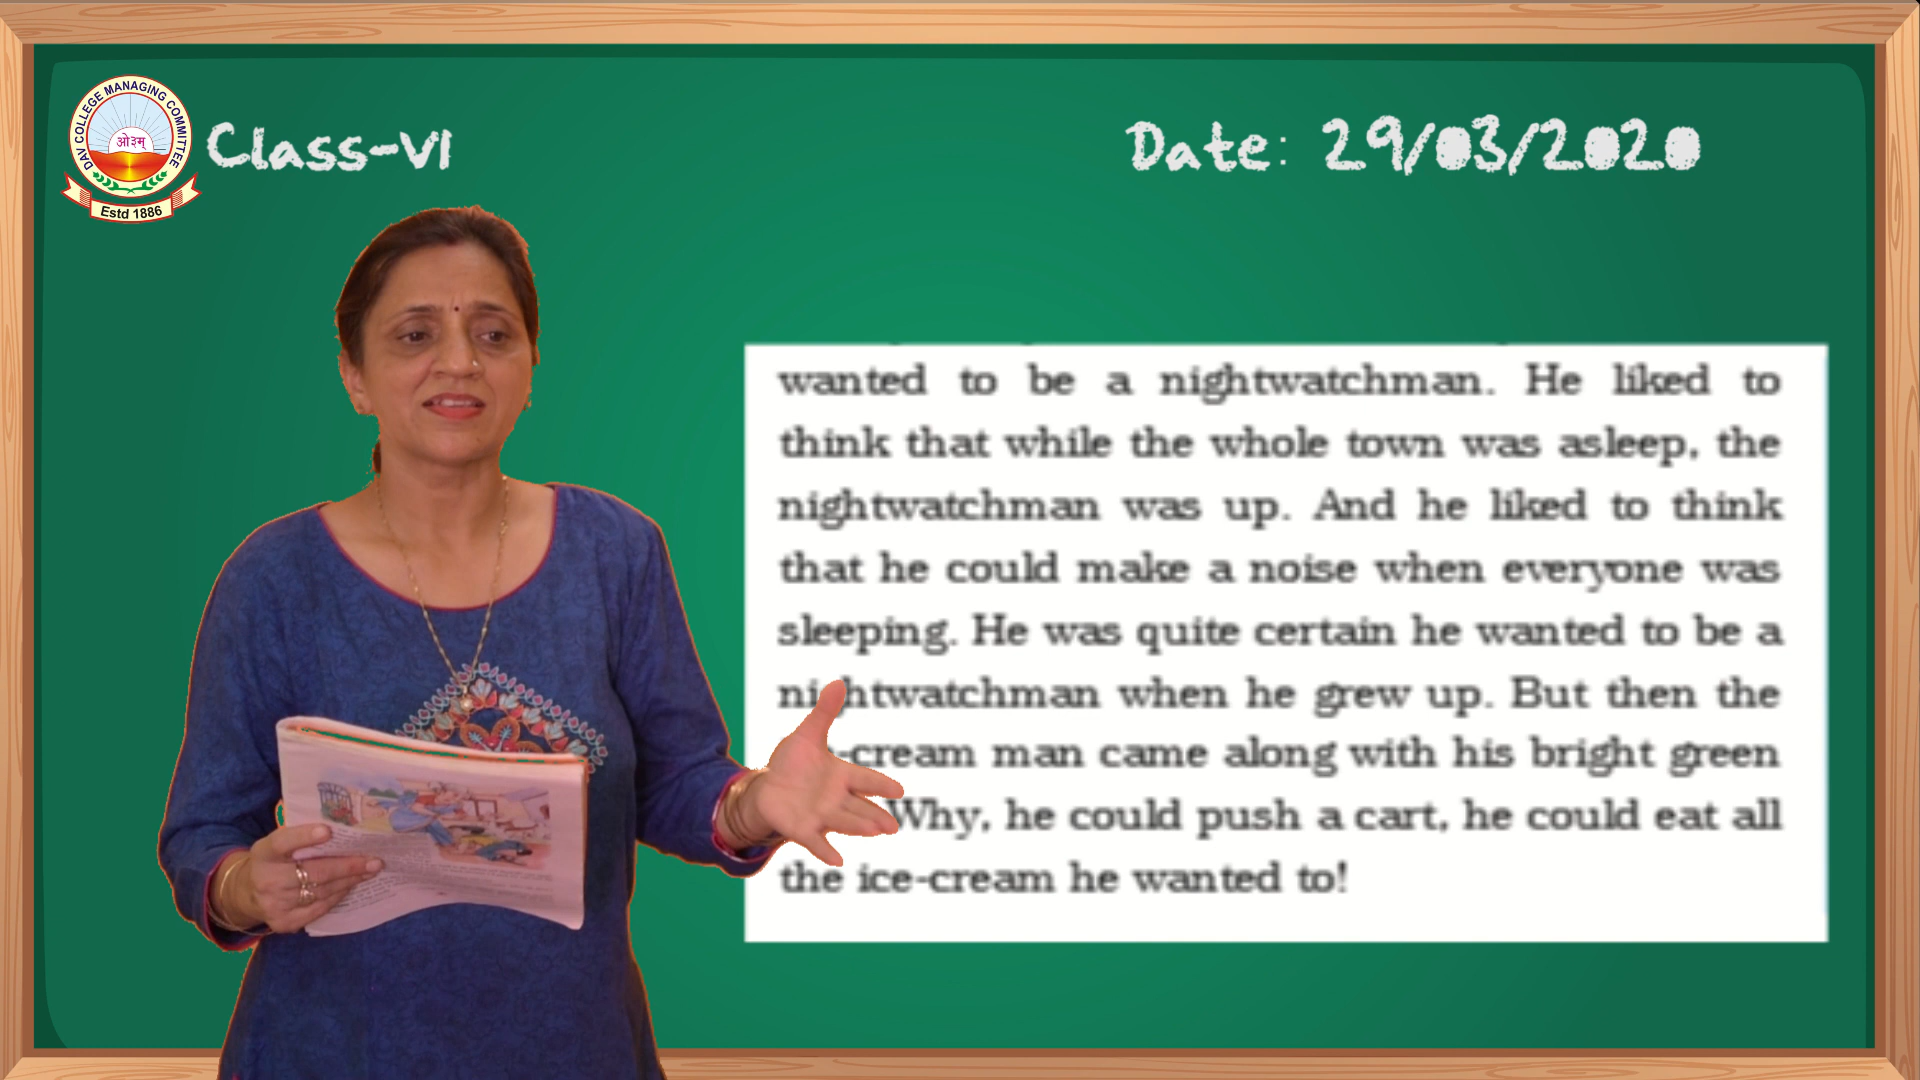 DAV COLLEGE MANAGING COMMITTEE
ओ३म्
Estd 1886
Class-VI
Date: 29/03/2020
wanted to be a nightwatchman. He liked to
think that while the whole town was asleep, the
nightwatchman was up. And he liked to think
that he could make a noise when everyone was
sleeping. He was quite certain he wanted to be a
nightwatchman when he grew up. But then the
-cream man came along with his bright green
Why, he could push a cart, he could eat all
the ice-cream he wanted to!